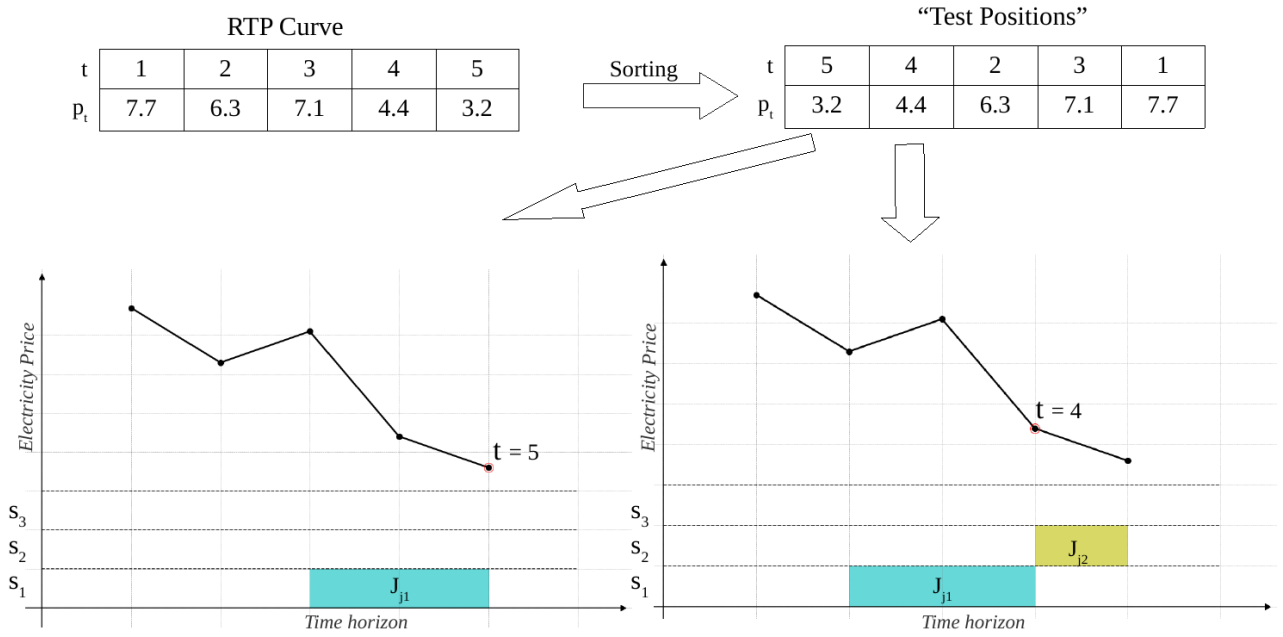 RTP Curve
t 1 2 3 4 5
pt 7.7 6.3 7.1 4.4 3.2
Sorting
“Test Positions”
t 5 4 2 3 1
pt 3.2 4.4 6.3 7.1 7.7
Electricity Price
t = 5
s3
s2
s1
Jj1
Time horizon
Electricity Price
t = 4
s3
s2
s1
Jj2
Jj1
Time horizon